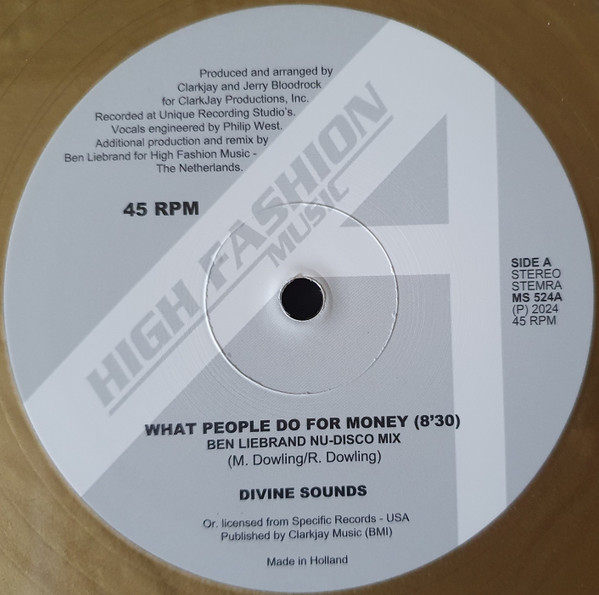 Produced and arranged by
Clarkjay and Jerry Bloodrock
for ClarkJay Productions, Inc.
Recorded at Unique Recording Studio's.
Vocals engineered by Philip West.
Additional production and remix by
Ben Liebrand for High Fashion Music -
The Netherlands.
45 RPM
HIGH FASHION
MUSIC
SIDE A
STEREO
STEMRA
MS 524A
(P) 2024
45 RPM
WHAT PEOPLE DO FOR MONEY (8'30)
BEN LIEBRAND NU-DISCO MIX
(M. Dowling/R. Dowling)
DIVINE SOUNDS
Or. licensed from Specific Records - USA
Published by Clarkjay Music (BMI)
Made in Holland